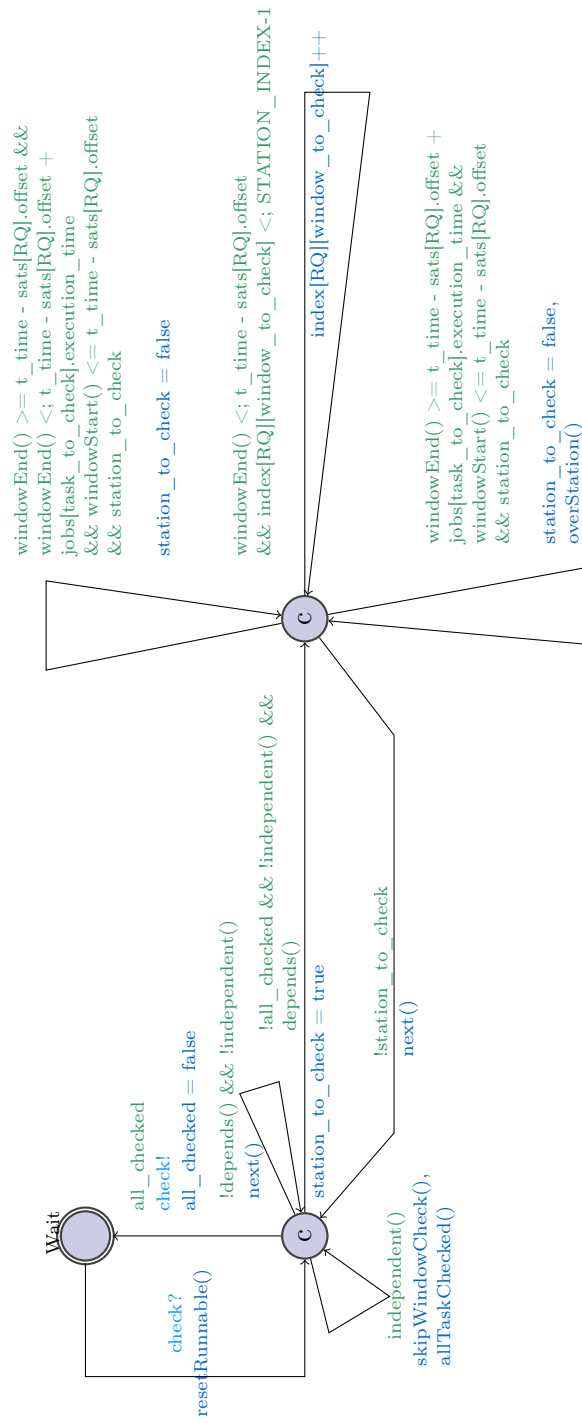 Wait
check?
resetRunnable()
all_checked
check!
all_checked = false
!depends() && !independent()
next()
independent()
skipWindowCheck(),
allTaskChecked()
c
!all_checked && !independent() &&
depends()
station_to_check = true
!station_to_check
next()
c
windowEnd() >= t_time - sats[RQ].offset &&
windowEnd() <; t_time - sats[RQ].offset +
jobs[task_to_check].execution_time
&& windowStart() <= t_time - sats[RQ].offset
&& station_to_check
station_to_check = false
windowEnd() <; t_time - sats[RQ].offset
&& index[RQ][window_to_check] <; STATION_INDEX-1
index[RQ][window_to_check]++
windowEnd() >= t_time - sats[RQ].offset +
jobs[task_to_check].execution_time &&
windowStart() <= t_time - sats[RQ].offset
&& station_to_check
station_to_check = false,
overStation()